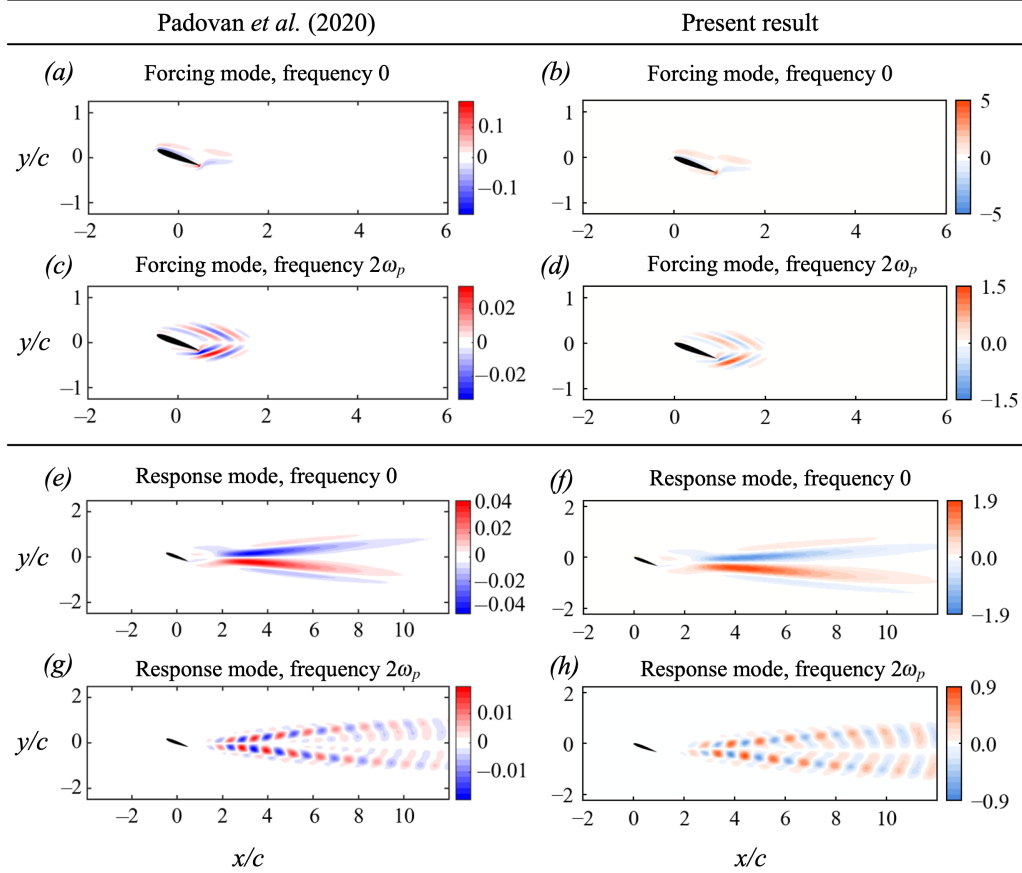 Padovan et al. (2020) Present result
(a) Forcing mode, frequency 0 (b) Forcing mode, frequency 0
1 0.1 1 5
y/c 0 0 0 0
−1 −0.1 −1 −5
−2 0 2 4 6 −2 0 2 4 6
(c) Forcing mode, frequency 2ωp (d) Forcing mode, frequency 2ωp
1 0.02 1 1.5
y/c 0 0 0 0.0
−1 −0.02 −1 −1.5
−2 0 2 4 6 −2 0 2 4 6
(e) Response mode, frequency 0 (f) Response mode, frequency 0
2 0.04 2 1.9
0.02
y/c 0 0 0 0.0
−0.02
−2 −0.04 −2 −1.9
−2 0 2 4 6 8 10 −2 0 2 4 6 8 10
(g) Response mode, frequency 2ωp (h) Response mode, frequency 2ωp
2 0.01 2 0.9
y/c 0 0 0 0.0
−2 −0.01 −2 −0.9
−2 0 2 4 6 8 10 −2 0 2 4 6 8 10
x/c x/c